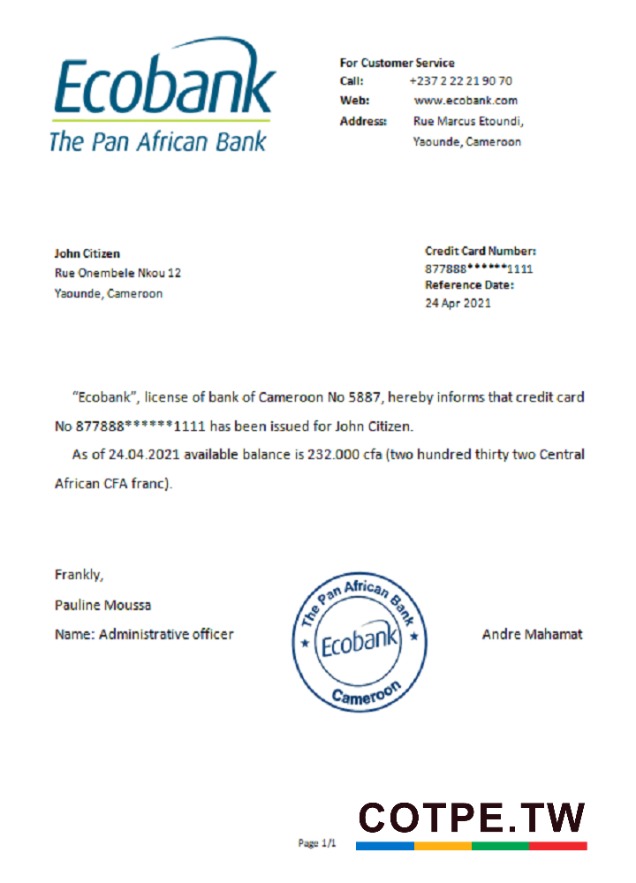 Ecobank
The Pan African Bank
For Customer Service
Call: +237 2 22 21 90 70
Web: www.ecobank.com
Address: Rue Marcus Etoundi,
Yaounde, Cameroon
John Citizen
Rue Onembele Nkou 12
Yaounde, Cameroon
Credit Card Number:
877888******1111
Reference Date:
24 Apr 2021
“Ecobank”, license of bank of Cameroon No 5887, hereby informs that credit card
No 877888******1111 has been issued for John Citizen.
As of 24.04.2021 available balance is 232.000 cfa (two hundred thirty two Central
African CFA franc).
Frankly,
Pauline Moussa
Name: Administrative officer
The Pan African Bank
Ecobank
Cameroon
Andre Mahamat
COTPE.TW
Page 1/1